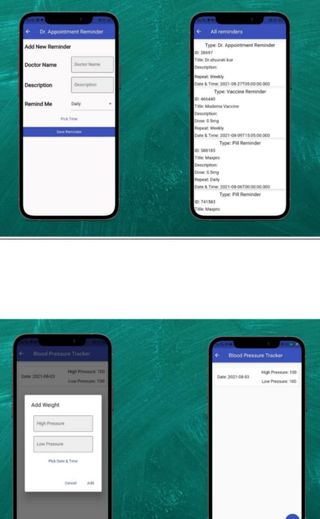 Dr. Appointment Reminder
Add New Reminder
Doctor Name
Doctor Name
Description
Description
Remind Me
Daily
Pick Time
Save Reminder
All reminders
Type: Dr. Appointment Reminder
ID: 38697
Title: Dr.shuvrati kar
Description:
Repeat: Weekly
Date & Time: 2021-08-27T05:00:00.000
Type: Vaccine Reminder
ID: 466440
Title: Moderna Vaccine
Description:
Dose: 0.5mg
Repeat: Weekly
Date & Time: 2021-09-09T15:05:00.000
Type: Pill Reminder
ID: 388185
Title: Maxpro
Description:
Dose: 0.5mg
Repeat: Daily
Date & Time: 2021-08-06T00:00:00.000
Type: Pill Reminder
ID: 741583
Title: Maxpro
Blood Pressure Tracker
Date: 2021-08-03
High Pressure: 100
Low Pressure: 100
Add Weight
High Pressure
Low Pressure
Pick Date & Time
Cancel
Add
Blood Pressure Tracker
Date: 2021-08-03
High Pressure: 100
Low Pressure: 100